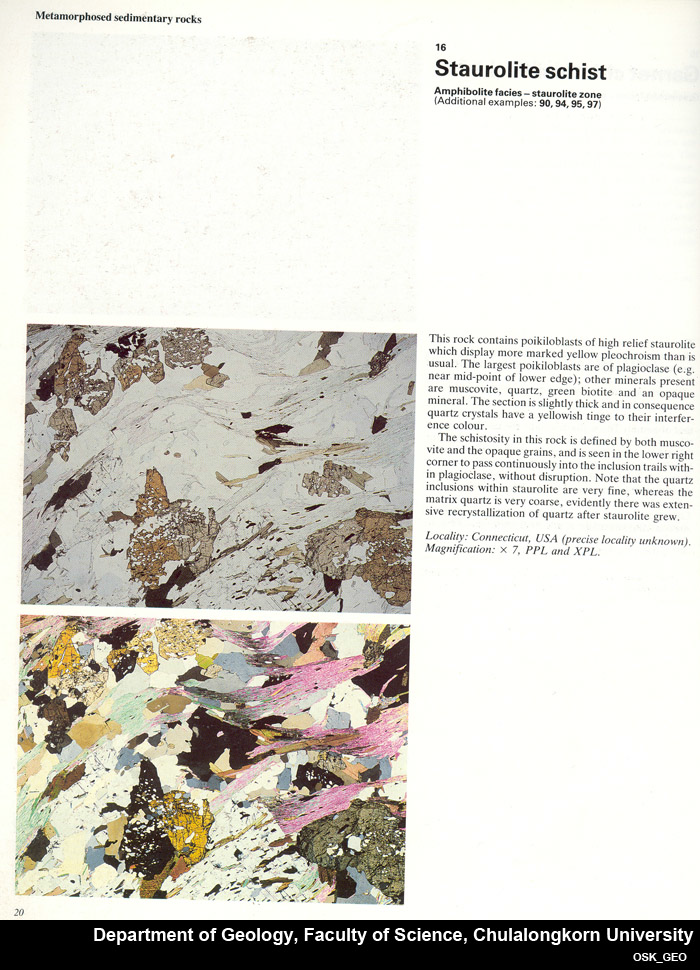 Metamorphosed sedimentary rocks
16
Staurolite schist
Amphibolite facies – staurolite zone
(Additional examples: 90, 94, 95, 97)
This rock contains poikiloblasts of high relief staurolite
which display more marked yellow pleochroism than is
usual. The largest poikiloblasts are of plagioclase (e.g.
near mid-point of lower edge); other minerals present
are muscovite, quartz, green biotite and an opaque
mineral. The section is slightly thick and in consequence
quartz crystals have a yellowish tinge to their interfer-
ence colour.
The schistosity in this rock is defined by both musco-
vite and the opaque grains, and is seen in the lower right
corner to pass continuously into the inclusion trails with-
in plagioclase, without disruption. Note that the quartz
inclusions within staurolite are very fine, whereas the
matrix quartz is very coarse, evidently there was exten-
sive recrystallization of quartz after staurolite grew.
Locality: Connecticut, USA (precise locality unknown).
Magnification: × 7, PPL and XPL.
20
Department of Geology, Faculty of Science, Chulalongkorn University
OSK_GEO